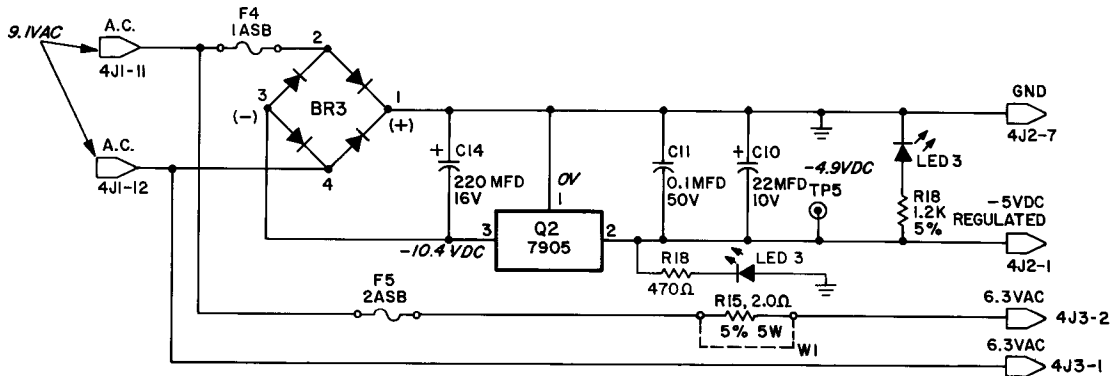 F4
1ASB
9.1VAC
A.C.
4J1-11
2
3
(-)
BR3
1
(+)
4
A.C.
4J1-12
GND
4J2-7
+ C14
220 MFD
16V
0V
1
C11
0.1MFD
50V
+ C10
22MFD
10V
-4.9VDC
TP5
LED 3
R18
1.2K
5%
-5VDC
REGULATED
4J2-1
-10.4 VDC
3
Q2
7905
2
R18
470Ω
LED 3
F5
2ASB
R15, 2.0Ω
5% 5W
W1
6.3VAC
4J3-2
6.3VAC
4J3-1